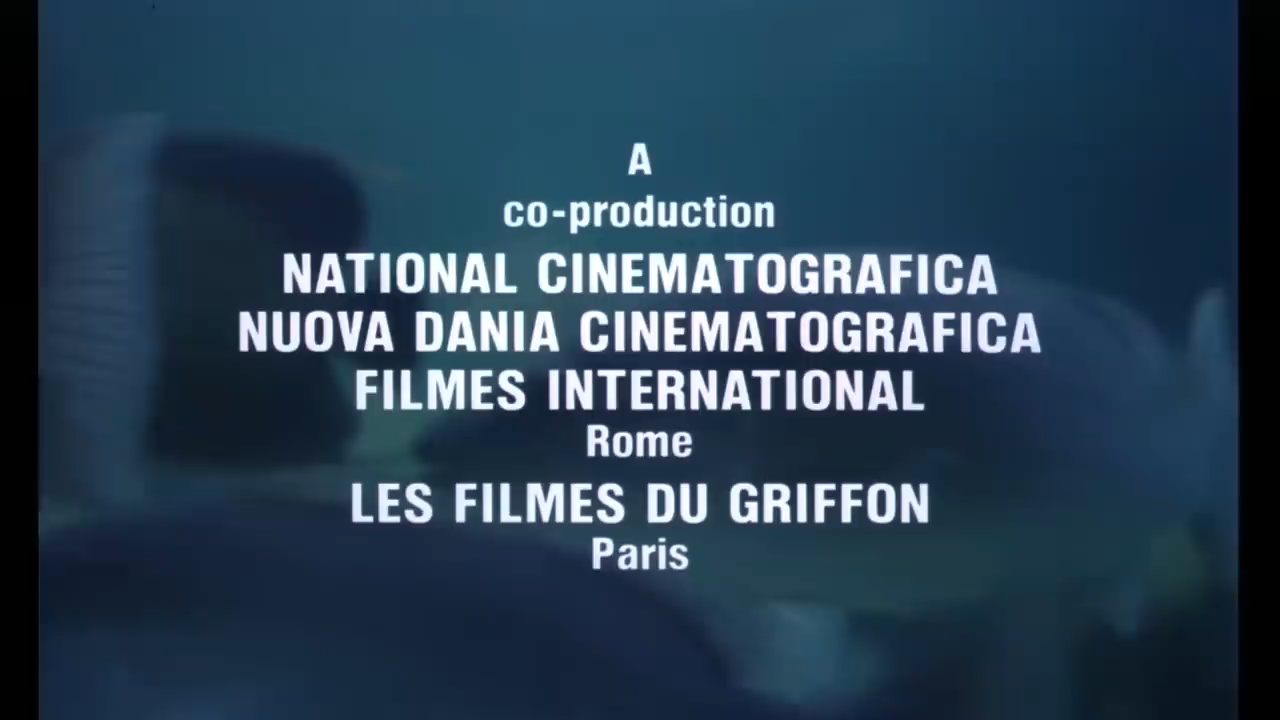 A
co-production
NATIONAL CINEMATOGRAFICA
NUOVA DANIA CINEMATOGRAFICA
FILMES INTERNATIONAL
Rome
LES FILMES DU GRIFFON
Paris